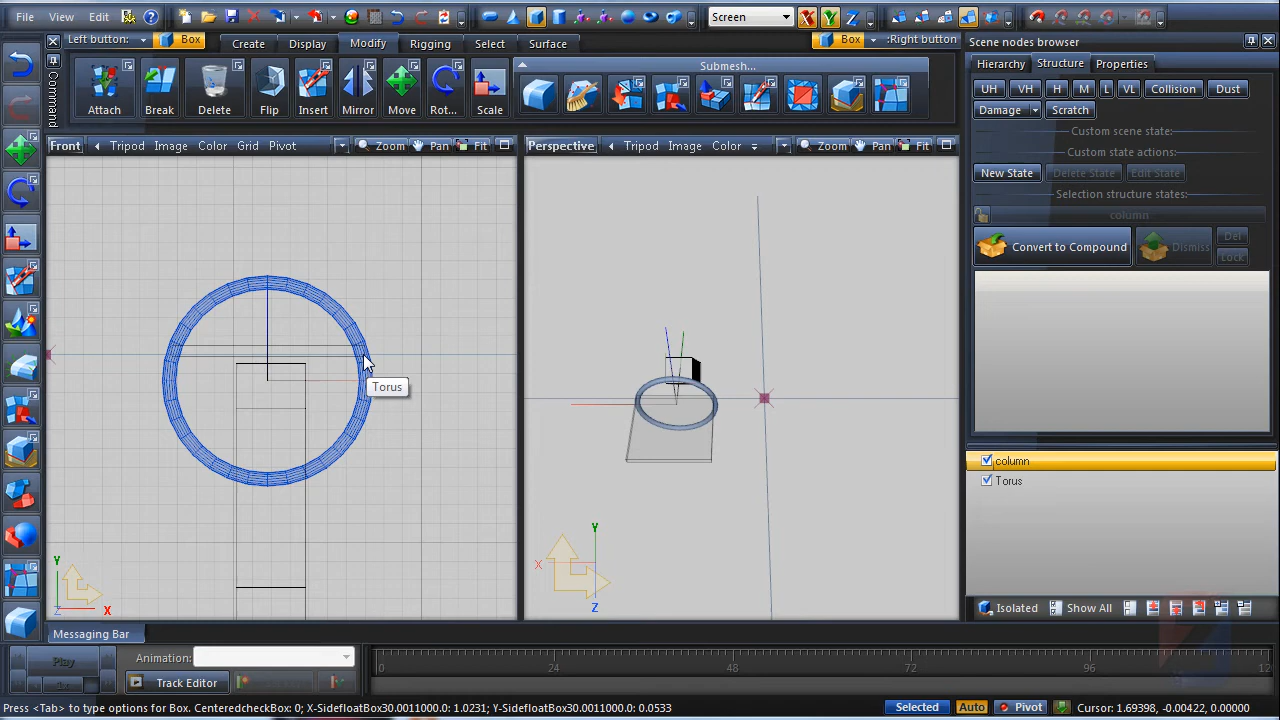 File View Edit Screen X Y Z
Left button: Box Create Display Modify Rigging Select Surface Box :Right button
Command
Attach Break Delete Flip Insert Mirror Move Rot... Scale
Submesh...
Front Tripod Image Color Grid Pivot Zoom Pan Fit
Perspective Tripod Image Color Zoom Pan Fit
Torus
Y
Z X
Y
X
Z
Scene nodes browser
Hierarchy Structure Properties
UH VH H M L VL Collision Dust
Damage Scratch
Custom scene state:
Custom state actions:
New State Delete State Edit State
Selection structure states:
column
Convert to Compound Dismiss Del
Lock
column
Torus
Isolated Show All
Messaging Bar
Play
Animation:
Track Editor
0 24 48 72 96 12
Press <Tab> to type options for Box. CenteredcheckBox: 0; X-SidefloatBox30.0011000.1 1.0231; Y-SidefloatBox30.0011000.1: 0.0533
Selected Auto Pivot Cursor: 1.69398, -0.00422, 0.00000